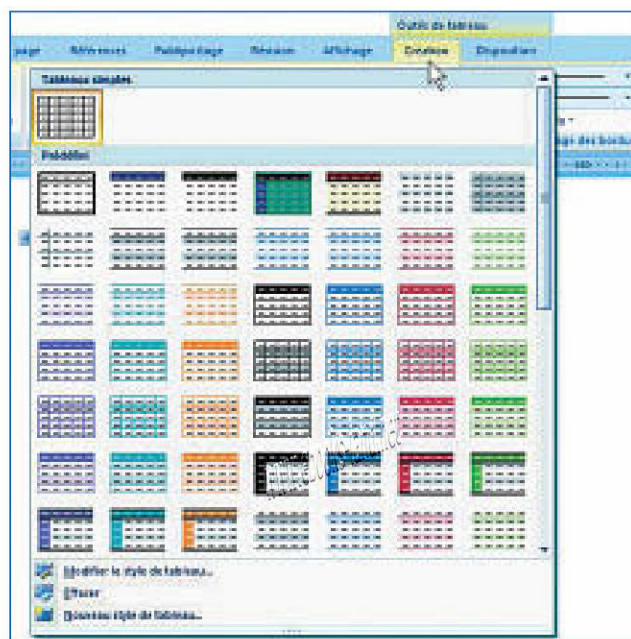 Outils de tableau
page Références Publipostage Révision Affichage Création Disposition
Tableaux simples
Prédéfini
Modifier le style de tableau...
Effacer
Nouveau style de tableau...